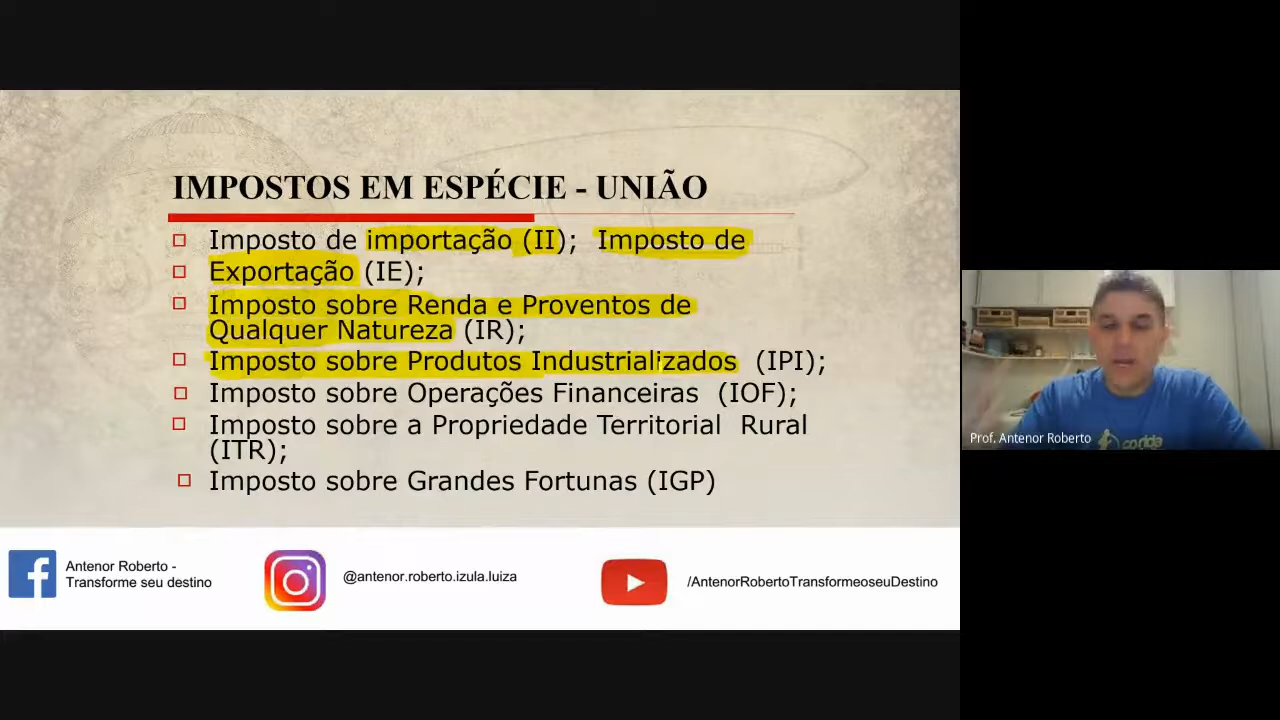 IMPOSTOS EM ESPÉCIE - UNIÃO
Imposto de importação (II); Imposto de
Exportação (IE);
Imposto sobre Renda e Proventos de
Qualquer Natureza (IR);
Imposto sobre Produtos Industrializados (IPI);
Imposto sobre Operações Financeiras (IOF);
Imposto sobre a Propriedade Territorial Rural
(ITR);
Imposto sobre Grandes Fortunas (IGP)
Antenor Roberto -
Transforme seu destino
@antenor.roberto.izula.luiza
/AntenorRobertoTransformeoseuDestino
Prof. Antenor Roberto